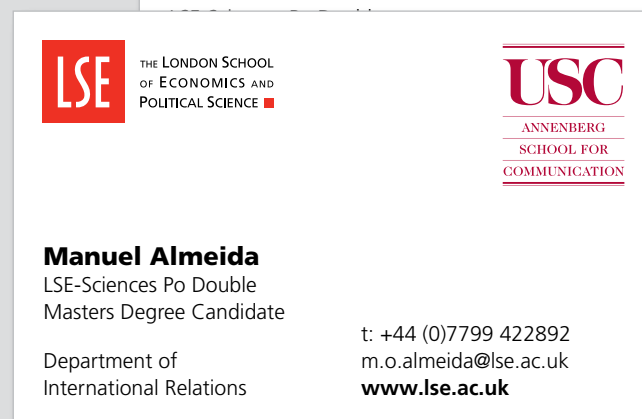 LSE
THE LONDON SCHOOL
OF ECONOMICS AND
POLITICAL SCIENCE
USC
ANNENBERG
SCHOOL FOR
COMMUNICATION
Manuel Almeida
LSE-Sciences Po Double
Masters Degree Candidate
Department of
International Relations
t: +44 (0)7799 422892
m.o.almeida@lse.ac.uk
www.lse.ac.uk